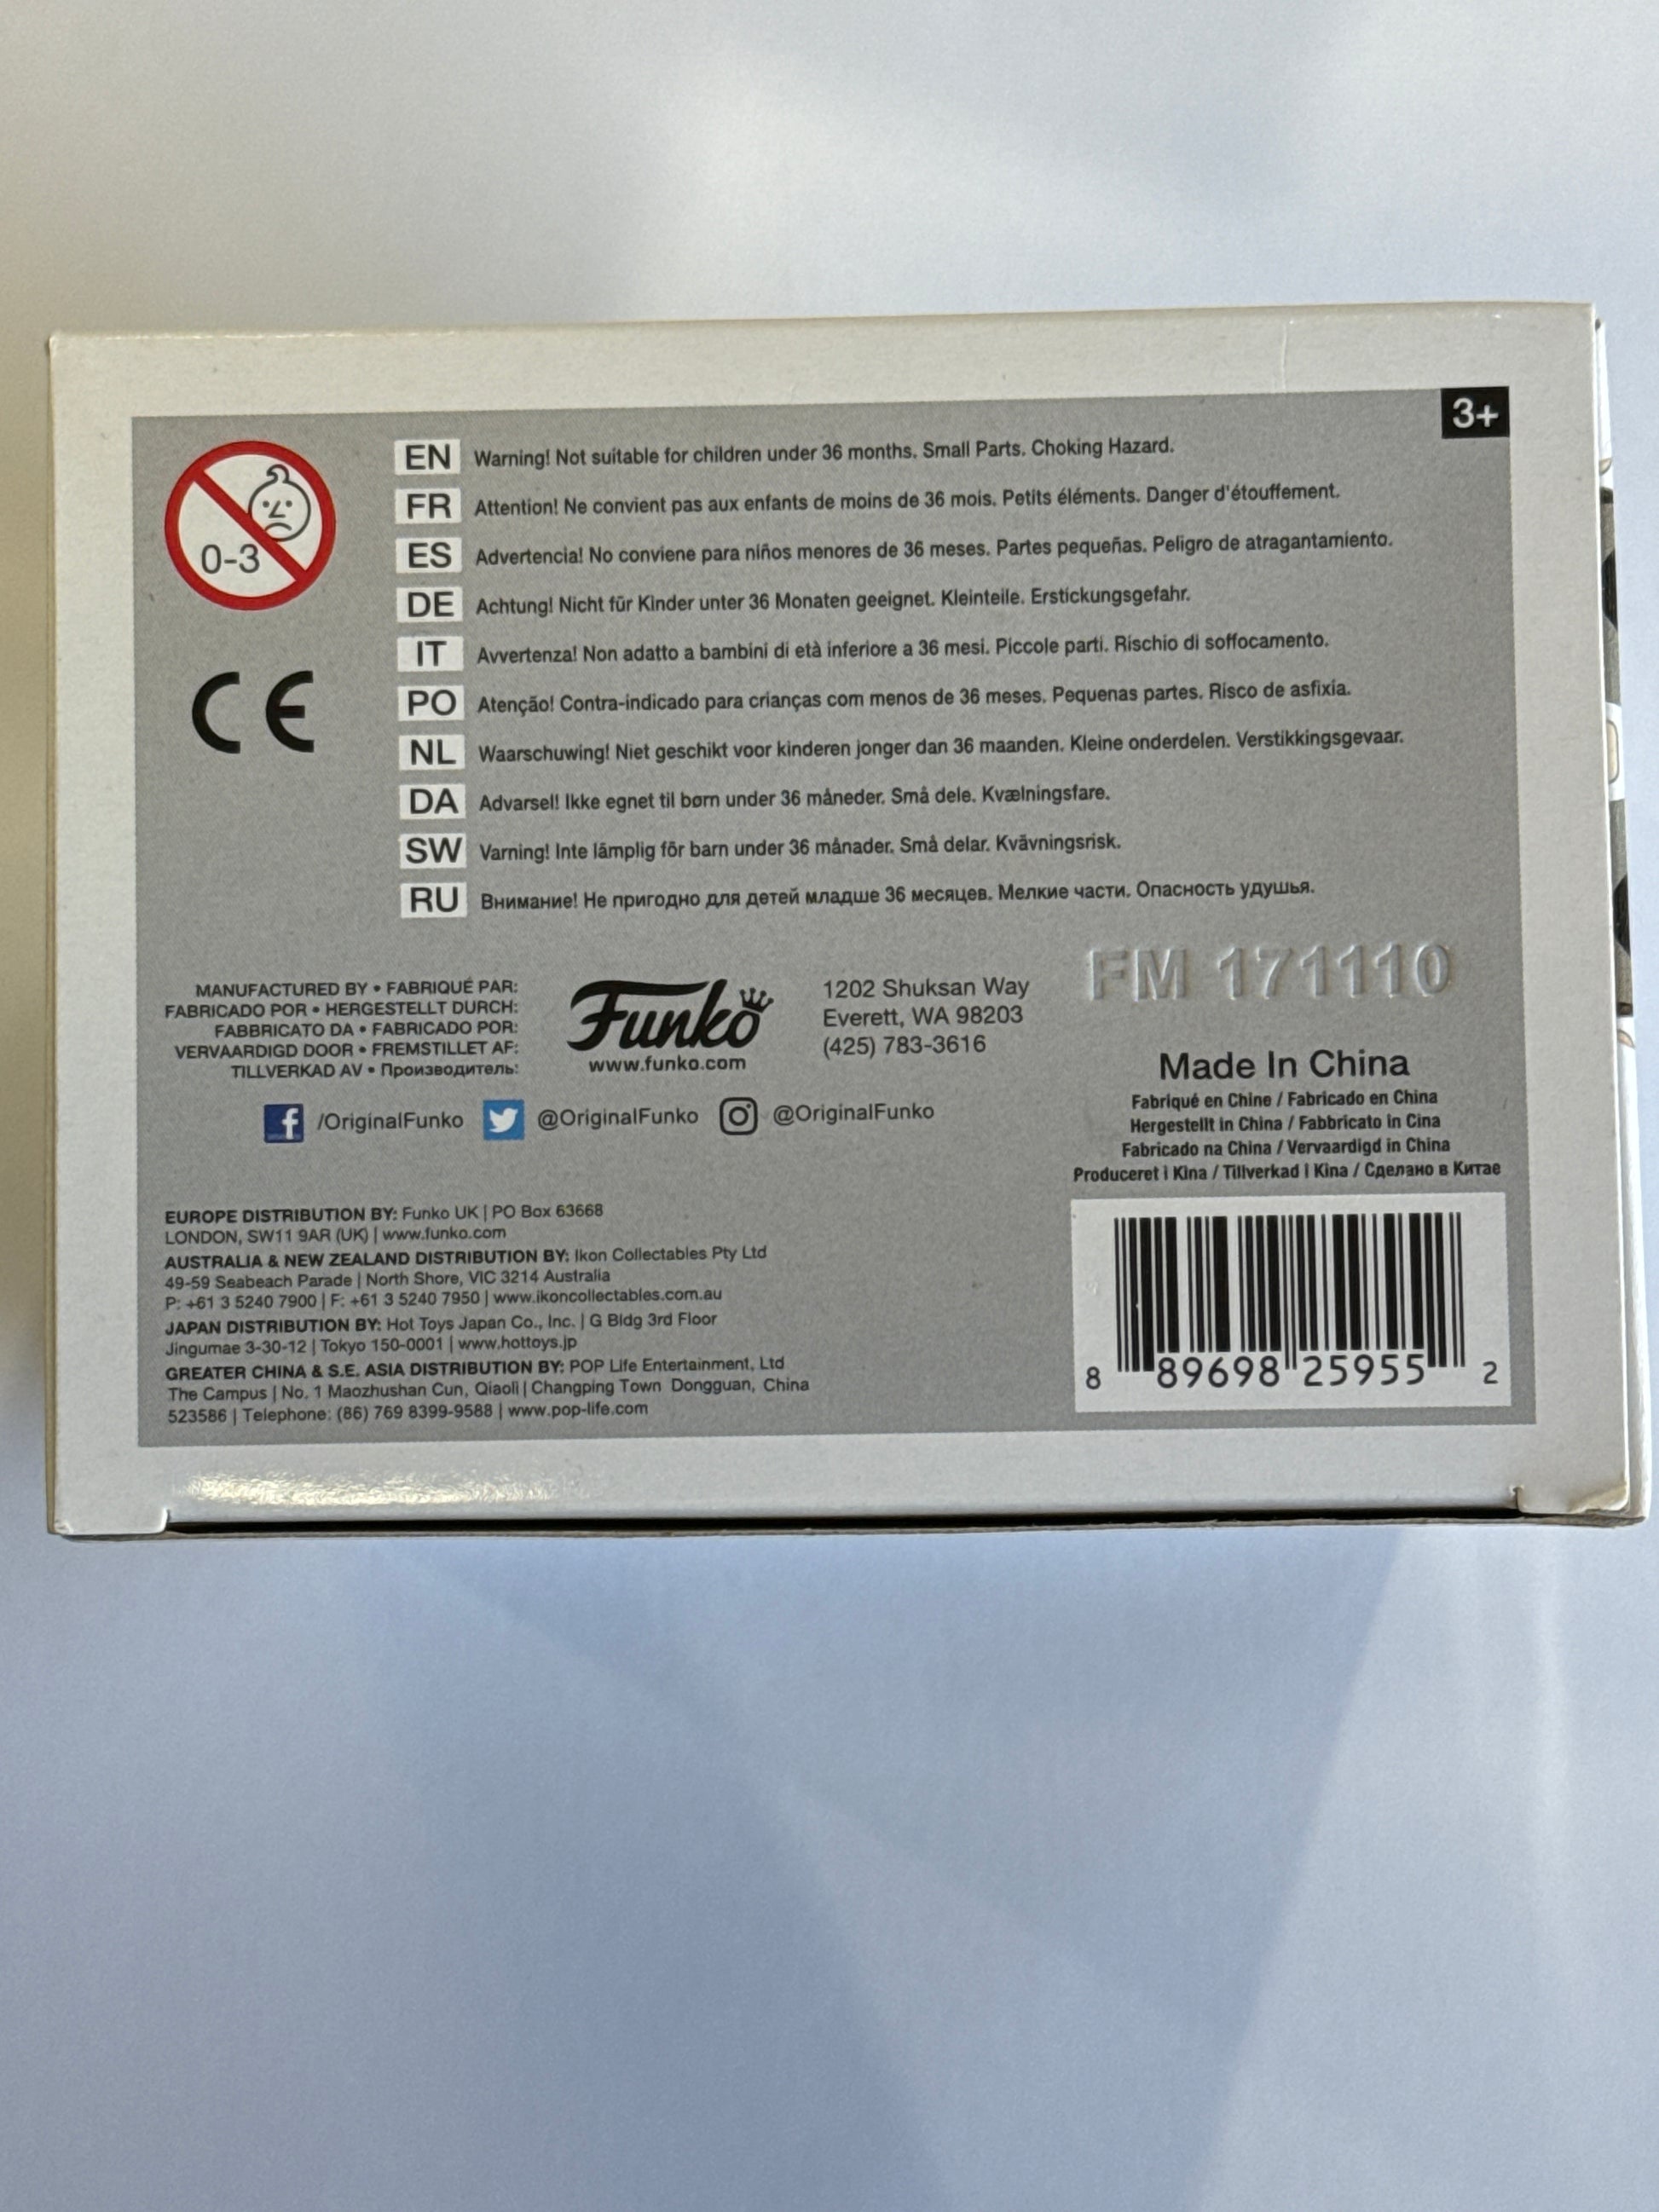 3+
0-3
CE
EN Warning! Not suitable for children under 36 months. Small Parts. Choking Hazard.
FR Attention! Ne convient pas aux enfants de moins de 36 mois. Petits éléments. Danger d'étouffement.
ES Advertencia! No conviene para niños menores de 36 meses. Partes pequeñas. Peligro de atragantamiento.
DE Achtung! Nicht für Kinder unter 36 Monaten geeignet. Kleinteile. Erstickungsgefahr.
IT Avvertenza! Non adatto a bambini di età inferiore a 36 mesi. Piccole parti. Rischio di soffocamento.
PO Atenção! Contra-indicado para crianças com menos de 36 meses. Pequenas partes. Risco de asfixia.
NL Waarschuwing! Niet geschikt voor kinderen jonger dan 36 maanden. Kleine onderdelen. Verstikkingsgevaar.
DA Advarsel! Ikke egnet til børn under 36 måneder. Små dele. Kvælningsfare.
SW Varning! Inte lämplig för barn under 36 månader. Små delar. Kvävningsrisk.
RU Внимание! Не пригодно для детей младше 36 месяцев. Мелкие части. Опасность удушья.
MANUFACTURED BY • FABRIQUÉ PAR:
FABRICADO POR • HERGESTELLT DURCH:
FABBRICATO DA • FABRICADO POR:
VERVAARDIGD DOOR • FREMSTILLET AF:
TILLVERKAD AV • Производитель:
Funko
www.funko.com
1202 Shuksan Way
Everett, WA 98203
(425) 783-3616
FM 171110
/OriginalFunko @OriginalFunko @OriginalFunko
Made In China
Fabriqué en Chine / Fabricado en China
Hergestellt in China / Fabbricato in Cina
Fabricado na China / Vervaardigd in China
Produceret i Kina / Tillverkad i Kina / Сделано в Китае
EUROPE DISTRIBUTION BY: Funko UK | PO Box 63668
LONDON, SW11 9AR (UK) | www.funko.com
AUSTRALIA & NEW ZEALAND DISTRIBUTION BY: Ikon Collectables Pty Ltd
49-59 Seabeach Parade | North Shore, VIC 3214 Australia
P: +61 3 5240 7900 | F: +61 3 5240 7950 | www.ikoncollectables.com.au
JAPAN DISTRIBUTION BY: Hot Toys Japan Co., Inc. | G Bldg 3rd Floor
Jingumae 3-30-12 | Tokyo 150-0001 | www.hottoys.jp
GREATER CHINA & S.E. ASIA DISTRIBUTION BY: POP Life Entertainment, Ltd
The Campus | No. 1 Maozhushan Cun, Qiaoli | Changping Town Dongguan, China
523586 | Telephone: (86) 769 8399-9588 | www.pop-life.com
8 89698 25955 2